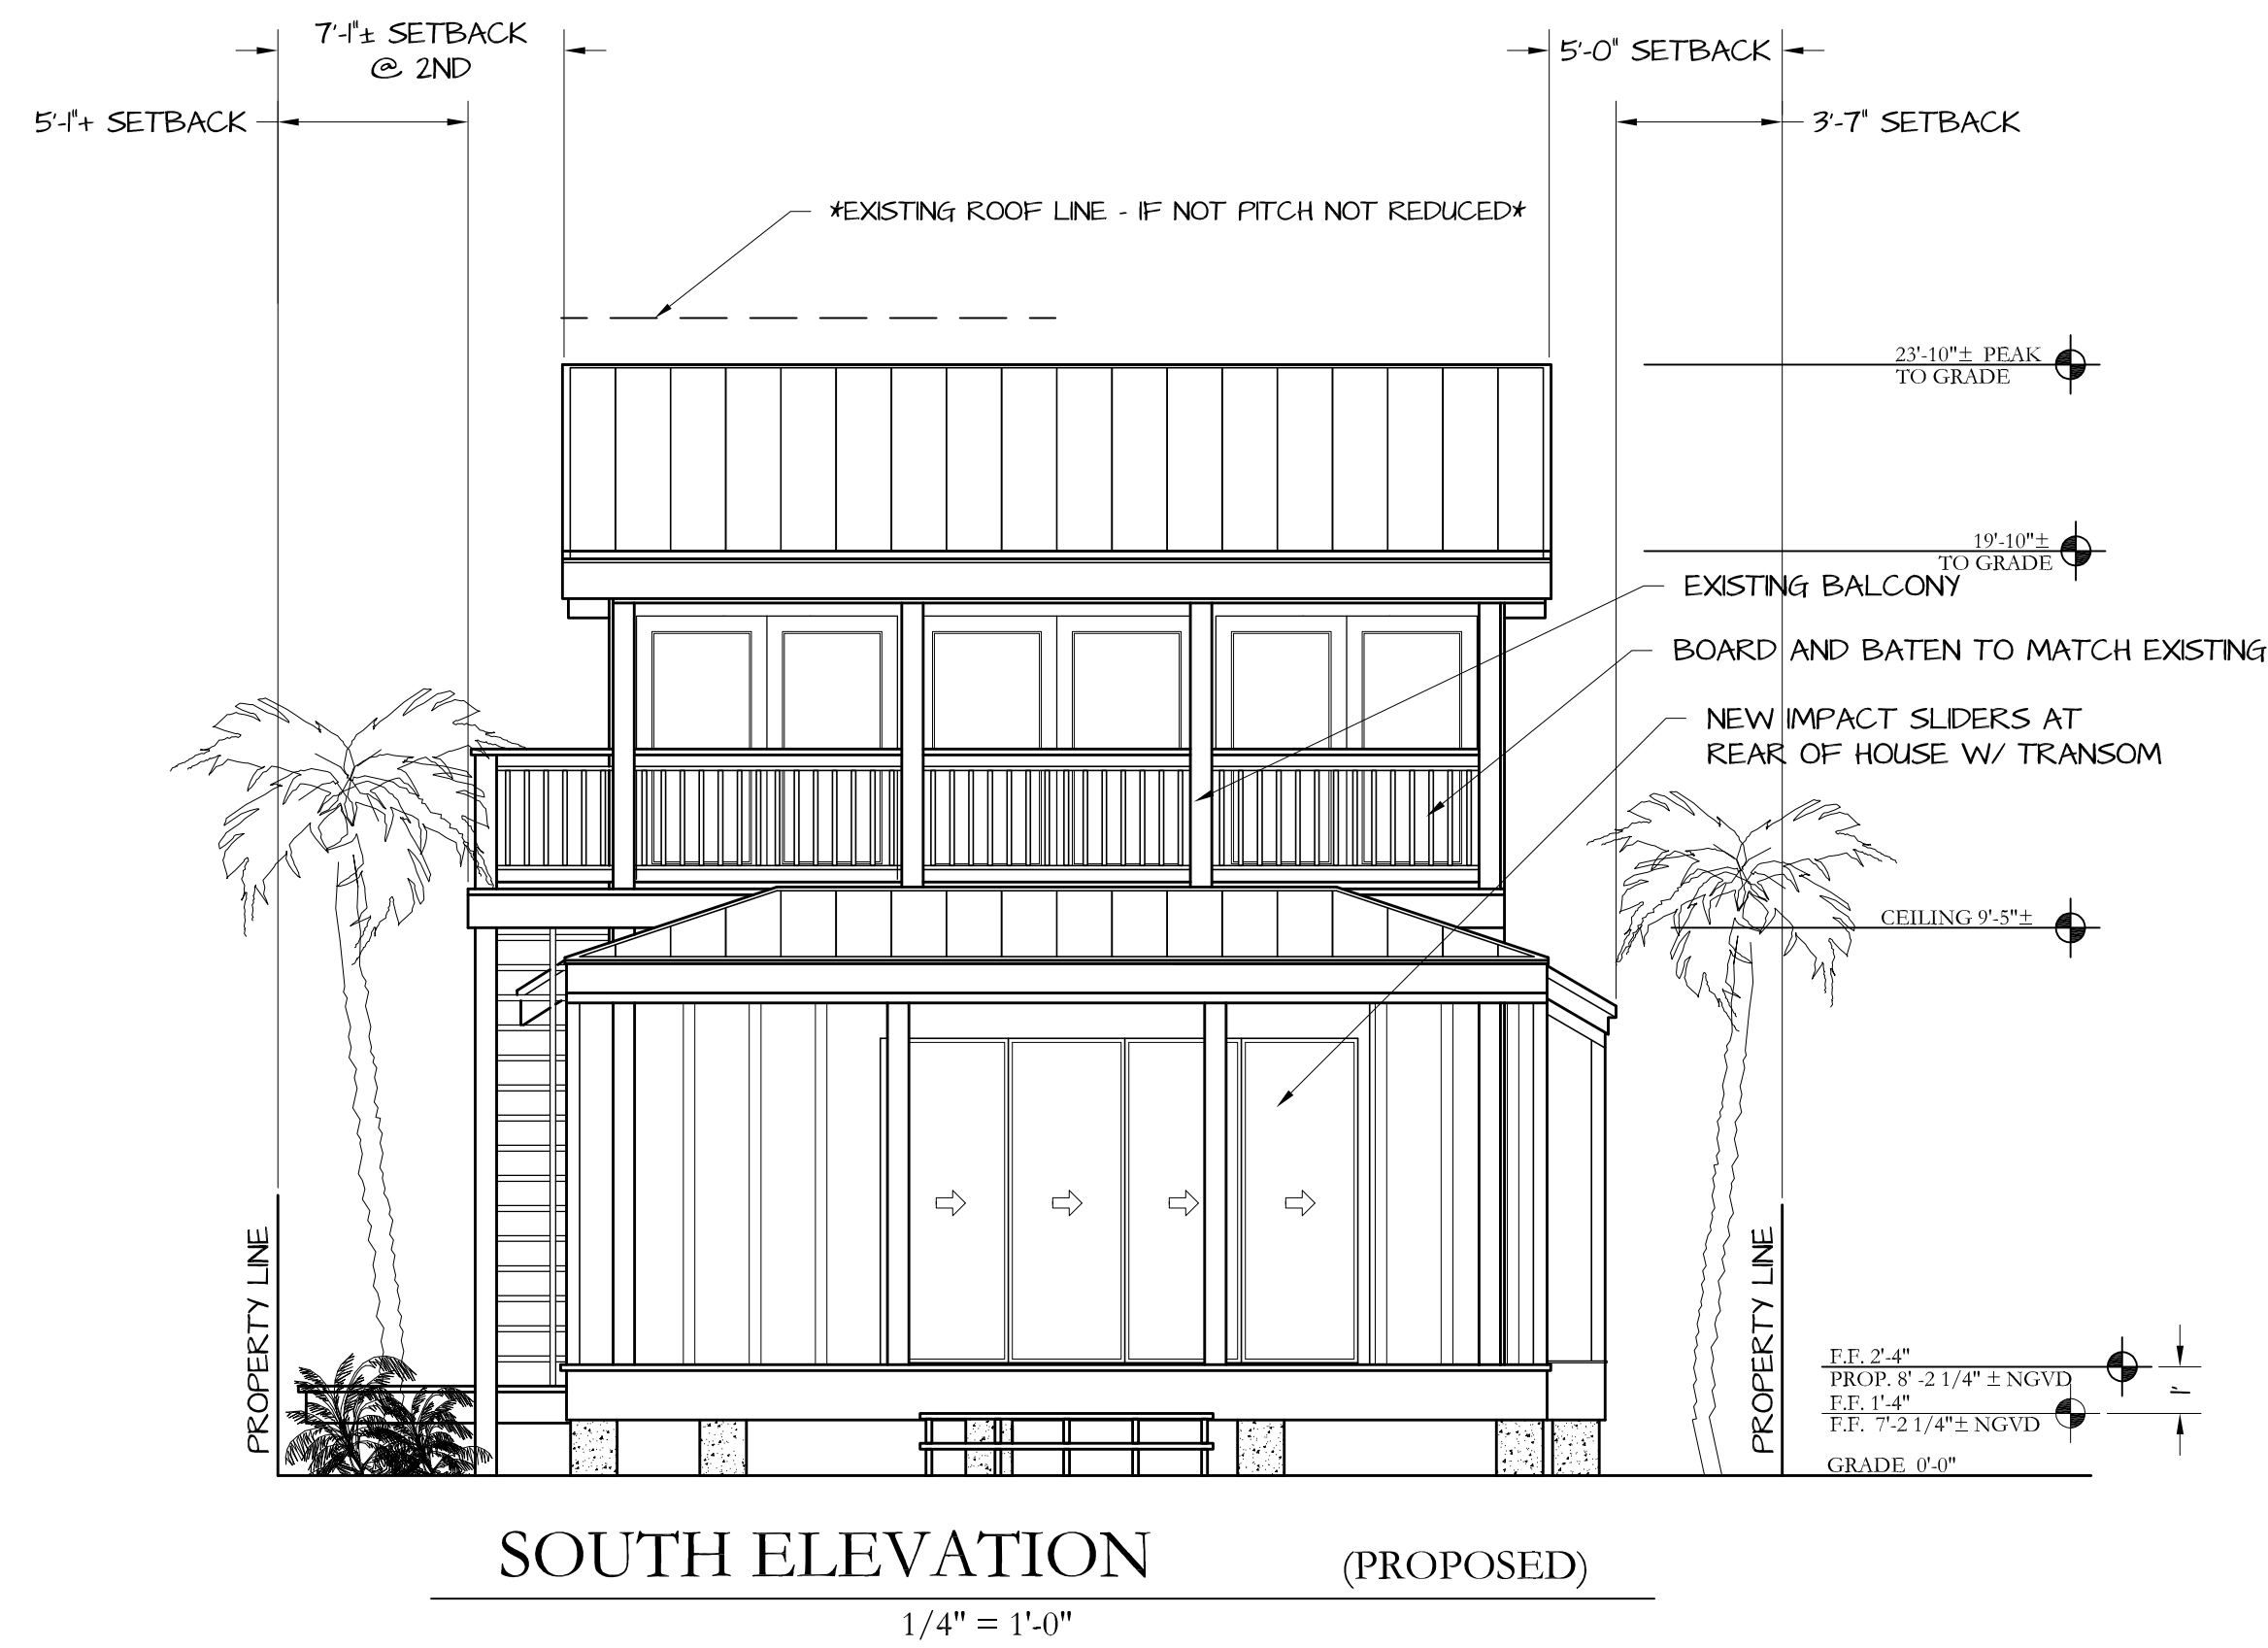 7'-1"± SETBACK
@ 2ND
5'-0" SETBACK
5'-1"+ SETBACK
3'-7" SETBACK
*EXISTING ROOF LINE - IF NOT PITCH NOT REDUCED*
23'-10"± PEAK
TO GRADE
19'-10"±
TO GRADE
EXISTING BALCONY
BOARD AND BATEN TO MATCH EXISTING
NEW IMPACT SLIDERS AT
REAR OF HOUSE W/ TRANSOM
CEILING 9'-5"±
PROPERTY LINE
PROPERTY LINE
F.F. 2'-4"
PROP. 8' -2 1/4" ± NGVD
1'
F.F. 1'-4"
F.F. 7'-2 1/4"± NGVD
GRADE 0'-0"
SOUTH ELEVATION (PROPOSED)
1/4" = 1'-0"